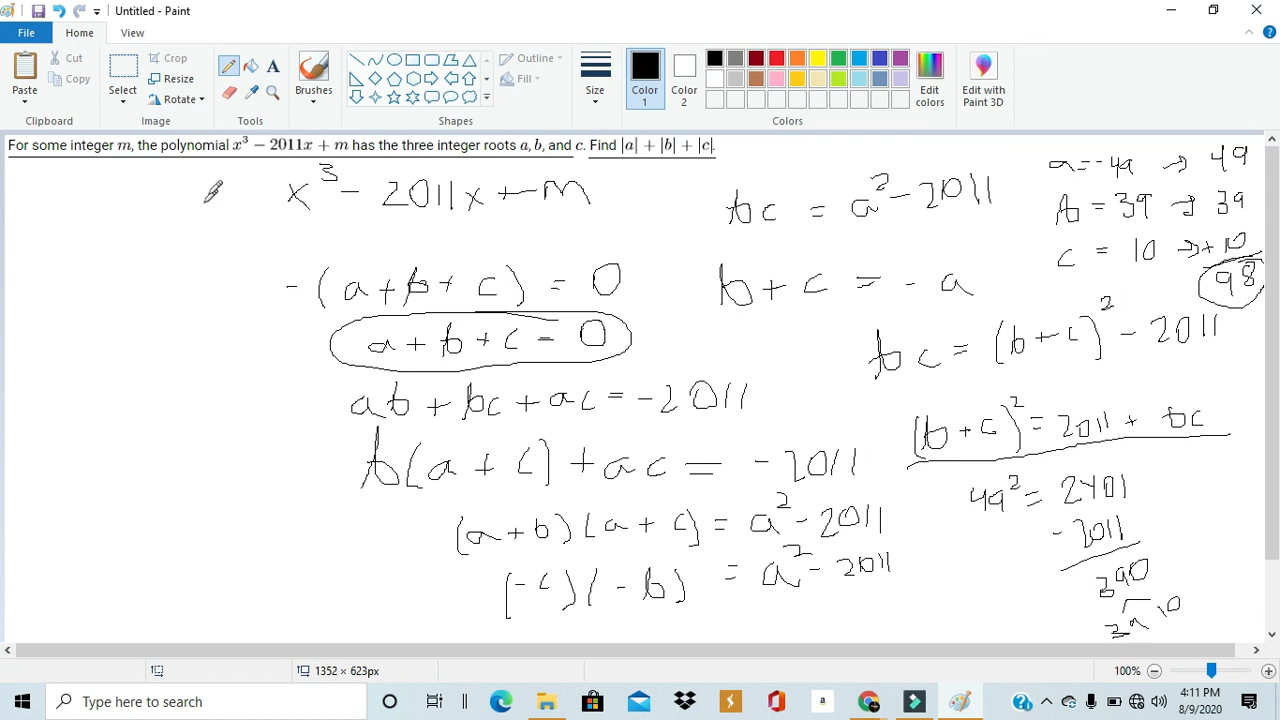 Untitled - Paint
File Home View
Paste Cut Copy Clipboard
Select Crop Resize Rotate Image
Tools
Brushes
Shapes Outline Fill
Size
Color 1 Color 2 Edit colors Edit with Paint 3D Colors
For some integer m, the polynomial x³ − 2011x + m has the three integer roots a, b, and c. Find |a| + |b| + |c|.
x³ - 2011x + m
-(a + b + c) = 0
a + b + c = 0
ab + bc + ac = -2011
b(a + c) + ac = -2011
(a + b)(a + c) = a² - 2011
(-c)(-b) = a² - 2011
bc = a² - 2011
b + c = -a
bc = (b + c)² - 2011
(b + c)² = 2011 + bc
49² = 2401
- 2011
390
39 10
a = -49 → 49
b = 39 → 39
c = 10 → +10
98
1352 × 623px
100%
Type here to search
4:11 PM
8/9/2020